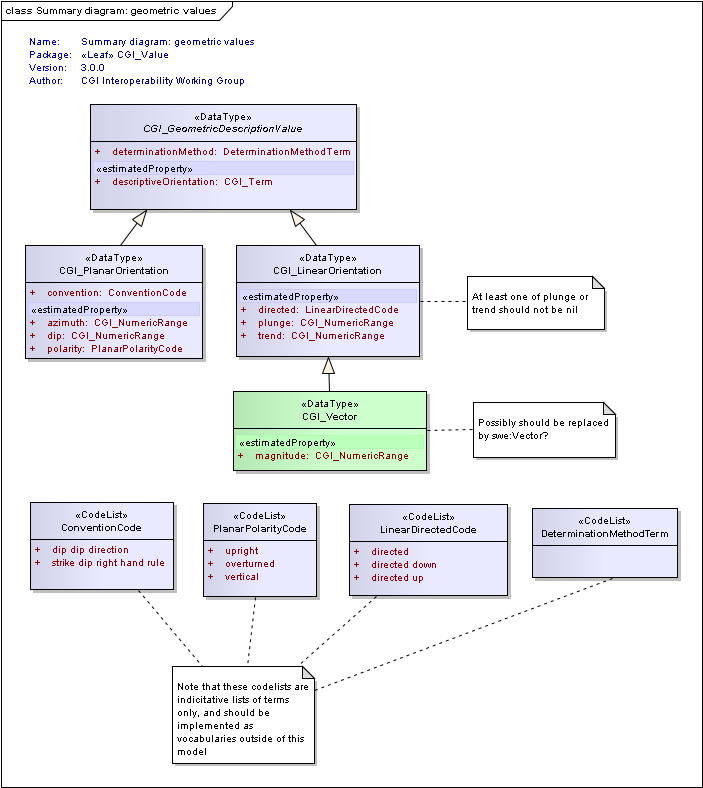 class Summary diagram: geometric values
Name: Summary diagram: geometric values
Package: «Leaf» CGI_Value
Version: 3.0.0
Author: CGI Interoperability Working Group
«DataType»
CGI_GeometricDescriptionValue
+ determinationMethod: DeterminationMethodTerm
«estimatedProperty»
+ descriptiveOrientation: CGI_Term
«DataType»
CGI_PlanarOrientation
+ convention: ConventionCode
«estimatedProperty»
+ azimuth: CGI_NumericRange
+ dip: CGI_NumericRange
+ polarity: PlanarPolarityCode
«DataType»
CGI_LinearOrientation
«estimatedProperty»
+ directed: LinearDirectedCode
+ plunge: CGI_NumericRange
+ trend: CGI_NumericRange
At least one of plunge or
trend should not be nil
«DataType»
CGI_Vector
«estimatedProperty»
+ magnitude: CGI_NumericRange
Possibly should be replaced
by swe:Vector?
«CodeList»
ConventionCode
+ dip dip direction
+ strike dip right hand rule
«CodeList»
PlanarPolarityCode
+ upright
+ overturned
+ vertical
«CodeList»
LinearDirectedCode
+ directed
+ directed down
+ directed up
«CodeList»
DeterminationMethodTerm
Note that these codelists are
indicitative lists of terms
only, and should be
implemented as
vocabularies outside of this
model